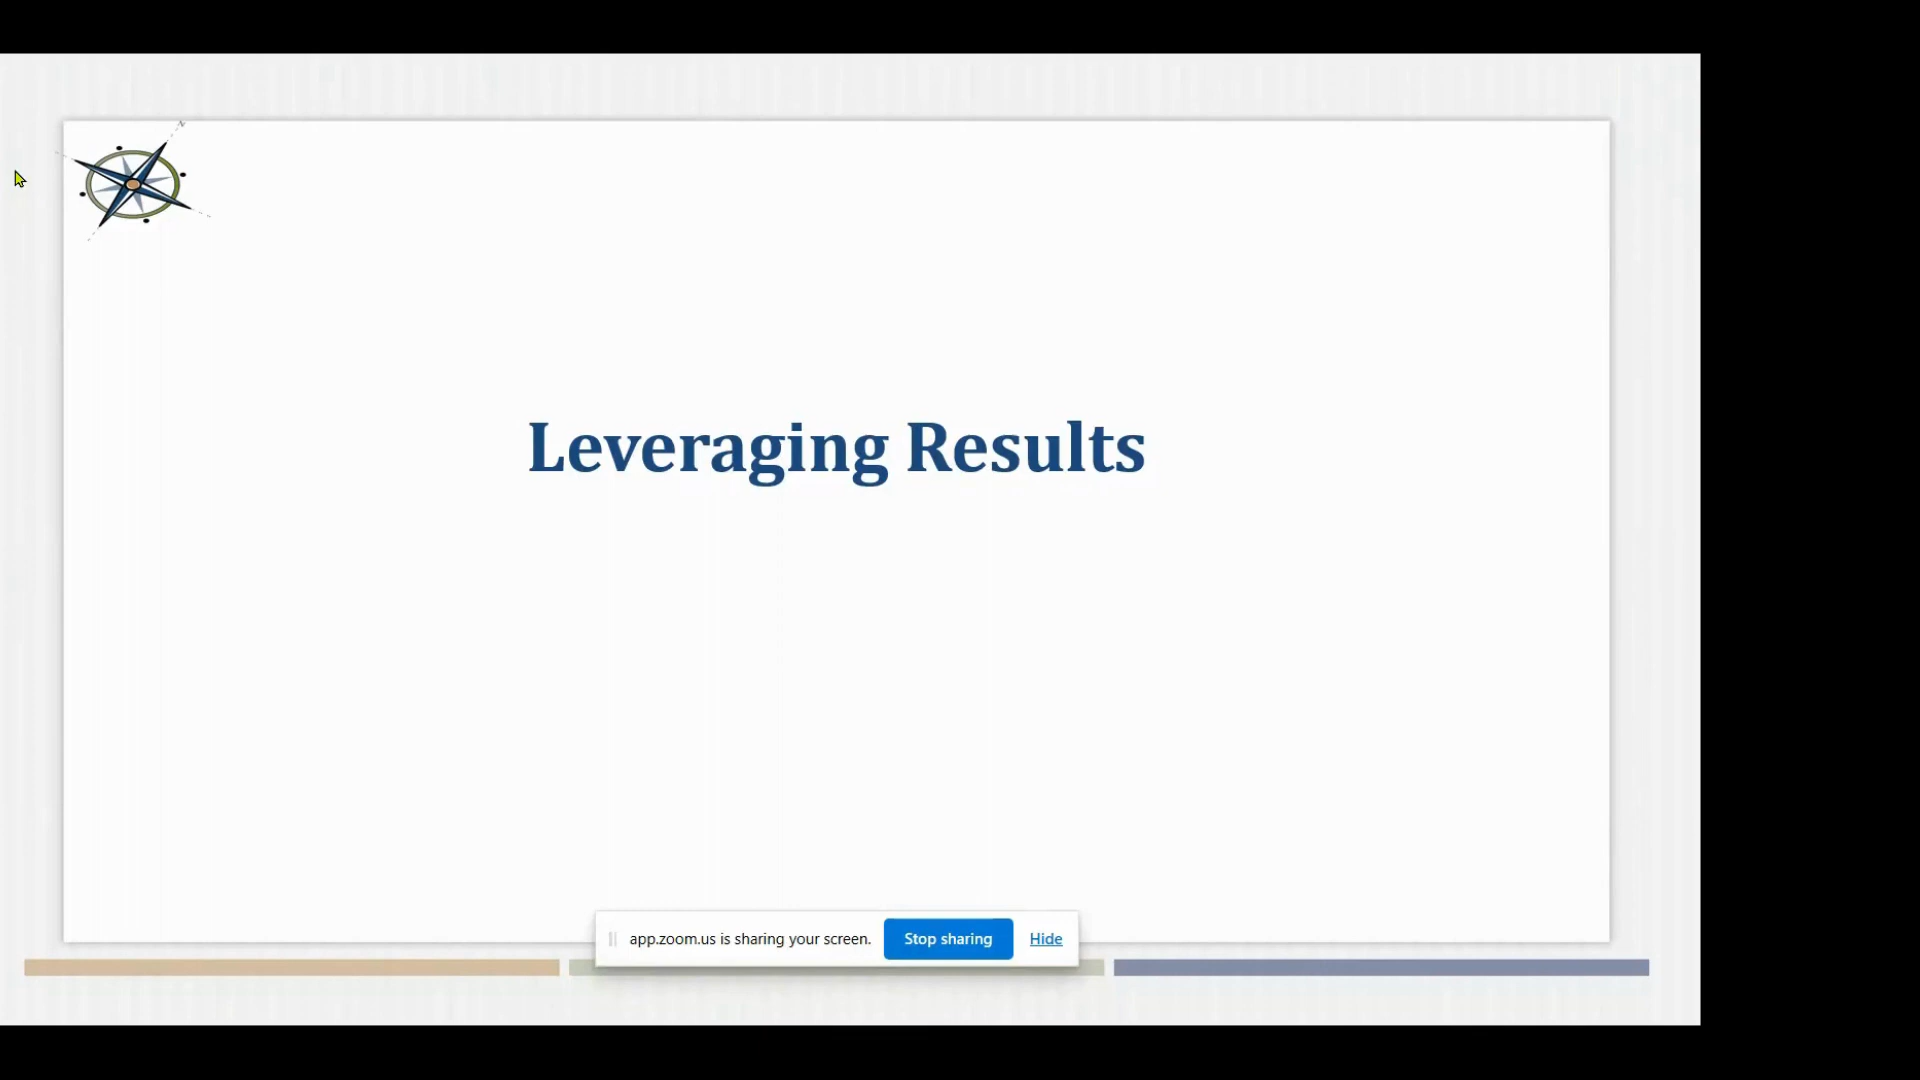 Leveraging Results
app.zoom.us is sharing your screen. Stop sharing Hide